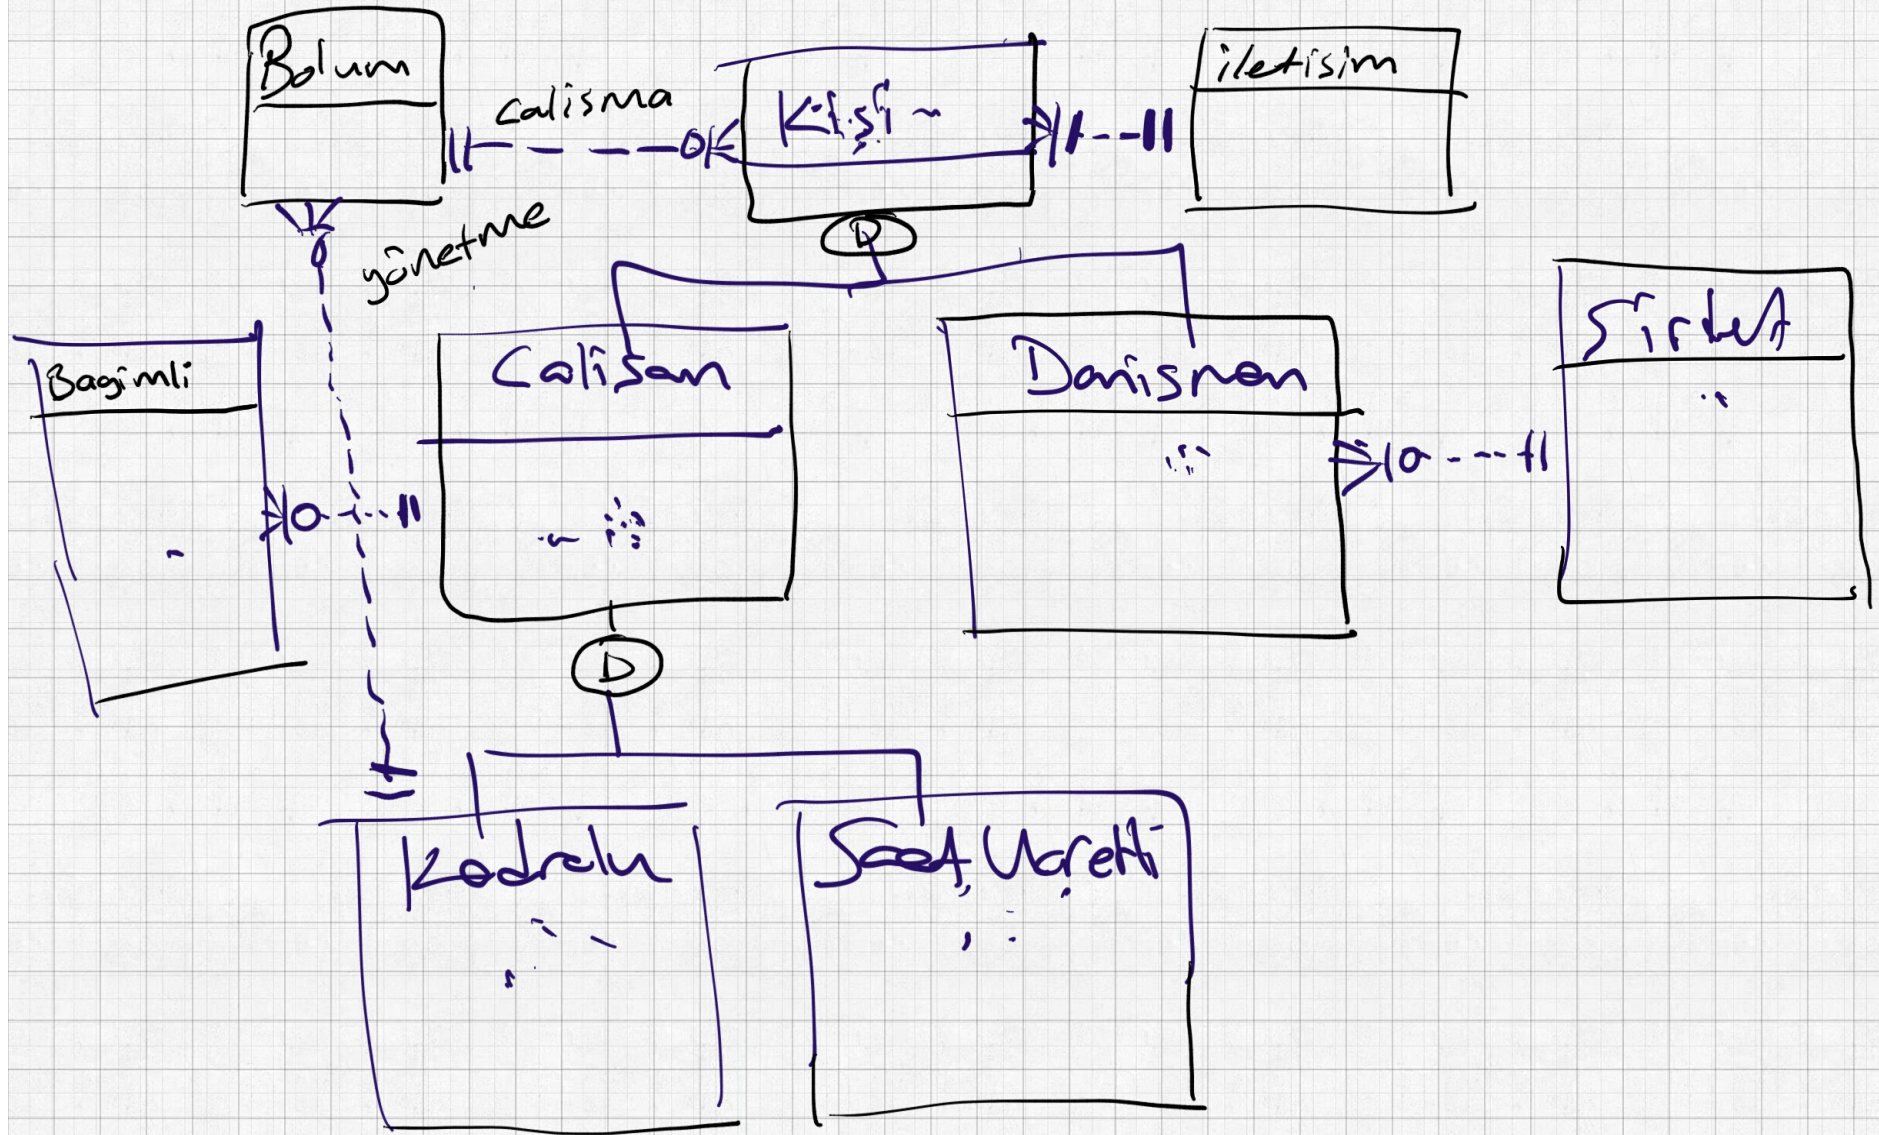 Bolum
calisma
Kişi
iletisim
D
yönetme
Bagimli
Calisan
Danisman
Sirket
D
Kadrolu
Saat Ucretli